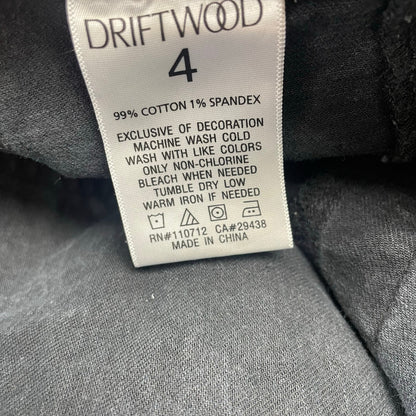 DRIFTWOOD
4
99% COTTON 1% SPANDEX
EXCLUSIVE OF DECORATION
MACHINE WASH COLD
WASH WITH LIKE COLORS
ONLY NON-CHLORINE
BLEACH WHEN NEEDED
TUMBLE DRY LOW
WARM IRON IF NEEDED
RN#110712 CA#29438
MADE IN CHINA